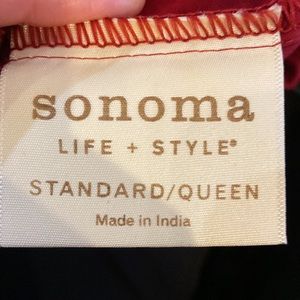 sonoma
LIFE + STYLE®
STANDARD/QUEEN
Made in India